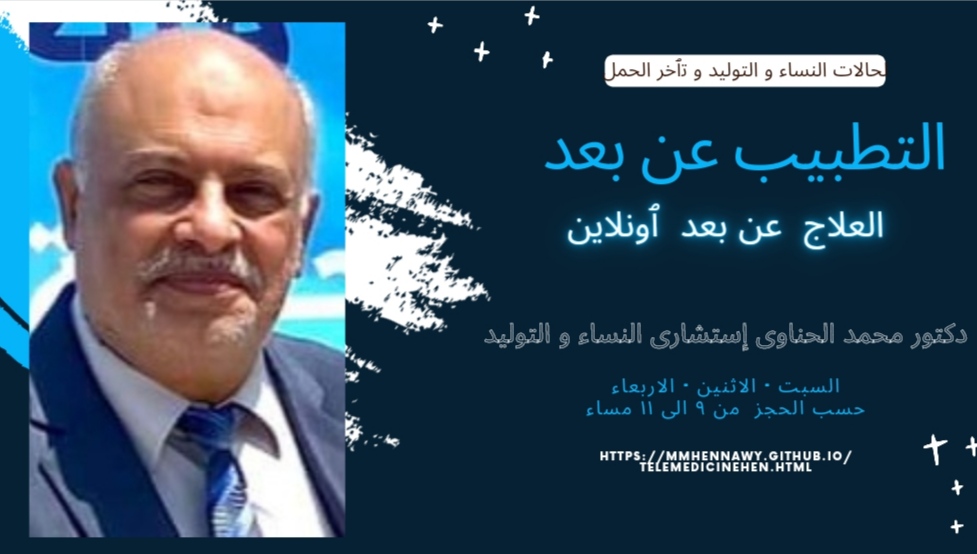 لحالات النساء و التوليد و تأخر الحمل
التطبيب عن بعد
العلاج عن بعد أونلاين
دكتور محمد الحناوى إستشارى النساء و التوليد
السبت • الاثنين • الاربعاء
حسب الحجز من ٩ الى ١١ مساء
HTTPS://MMHENNAWY.GITHUB.IO/
TELEMEDICINEHEN.HTML